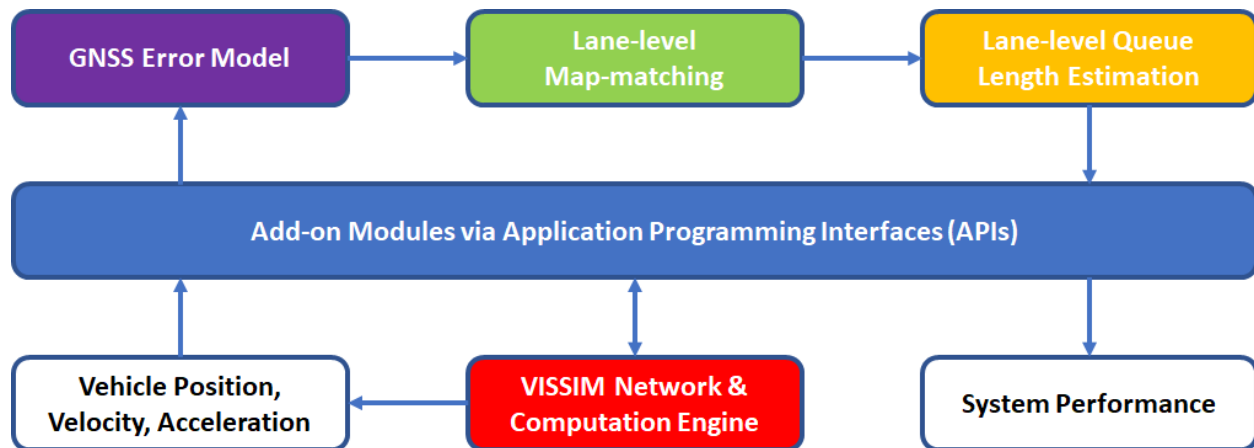 GNSS Error Model
Lane-level
Map-matching
Lane-level Queue
Length Estimation
Add-on Modules via Application Programming Interfaces (APIs)
Vehicle Position,
Velocity, Acceleration
VISSIM Network &
Computation Engine
System Performance